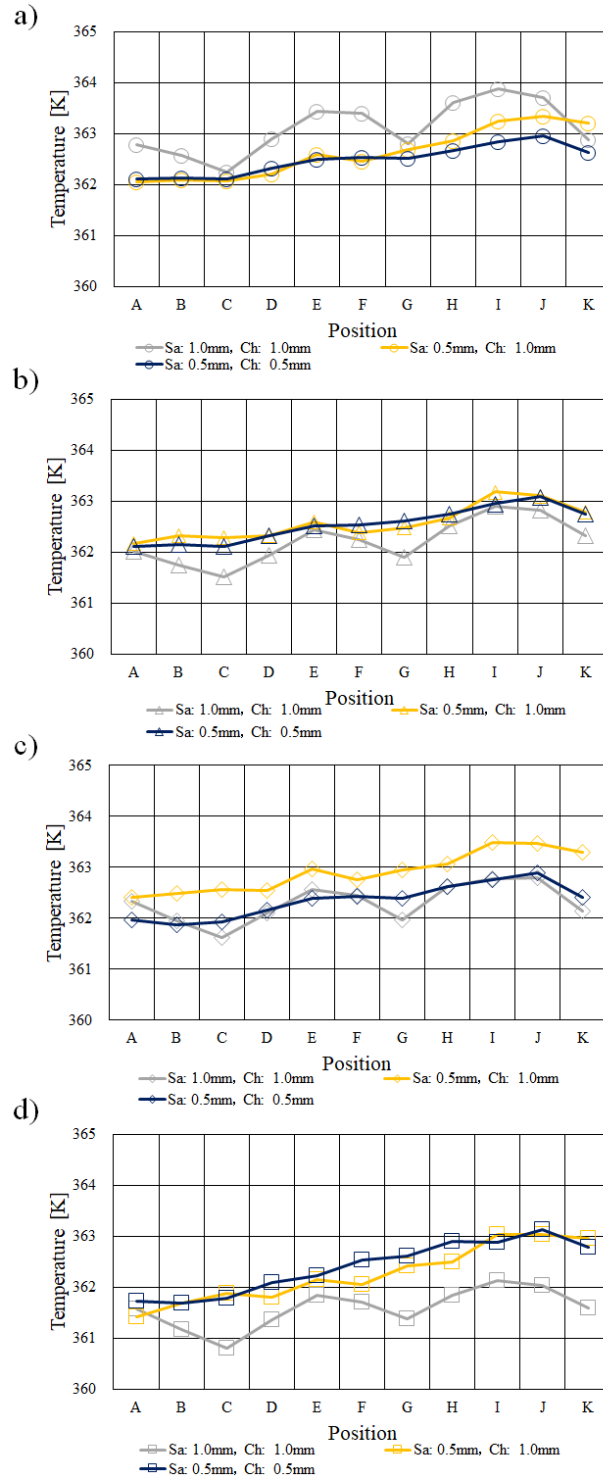 a)
Temperature [K]
365
364
363
362
361
360
A B C D E F G H I J K
Position
Sa: 1.0mm, Ch: 1.0mm Sa: 0.5mm, Ch: 1.0mm
Sa: 0.5mm, Ch: 0.5mm
b)
Temperature [K]
365
364
363
362
361
360
A B C D E F G H I J K
Position
Sa: 1.0mm, Ch: 1.0mm Sa: 0.5mm, Ch: 1.0mm
Sa: 0.5mm, Ch: 0.5mm
c)
Temperature [K]
365
364
363
362
361
360
A B C D E F G H I J K
Position
Sa: 1.0mm, Ch: 1.0mm Sa: 0.5mm, Ch: 1.0mm
Sa: 0.5mm, Ch: 0.5mm
d)
Temperature [K]
365
364
363
362
361
360
A B C D E F G H I J K
Position
Sa: 1.0mm, Ch: 1.0mm Sa: 0.5mm, Ch: 1.0mm
Sa: 0.5mm, Ch: 0.5mm